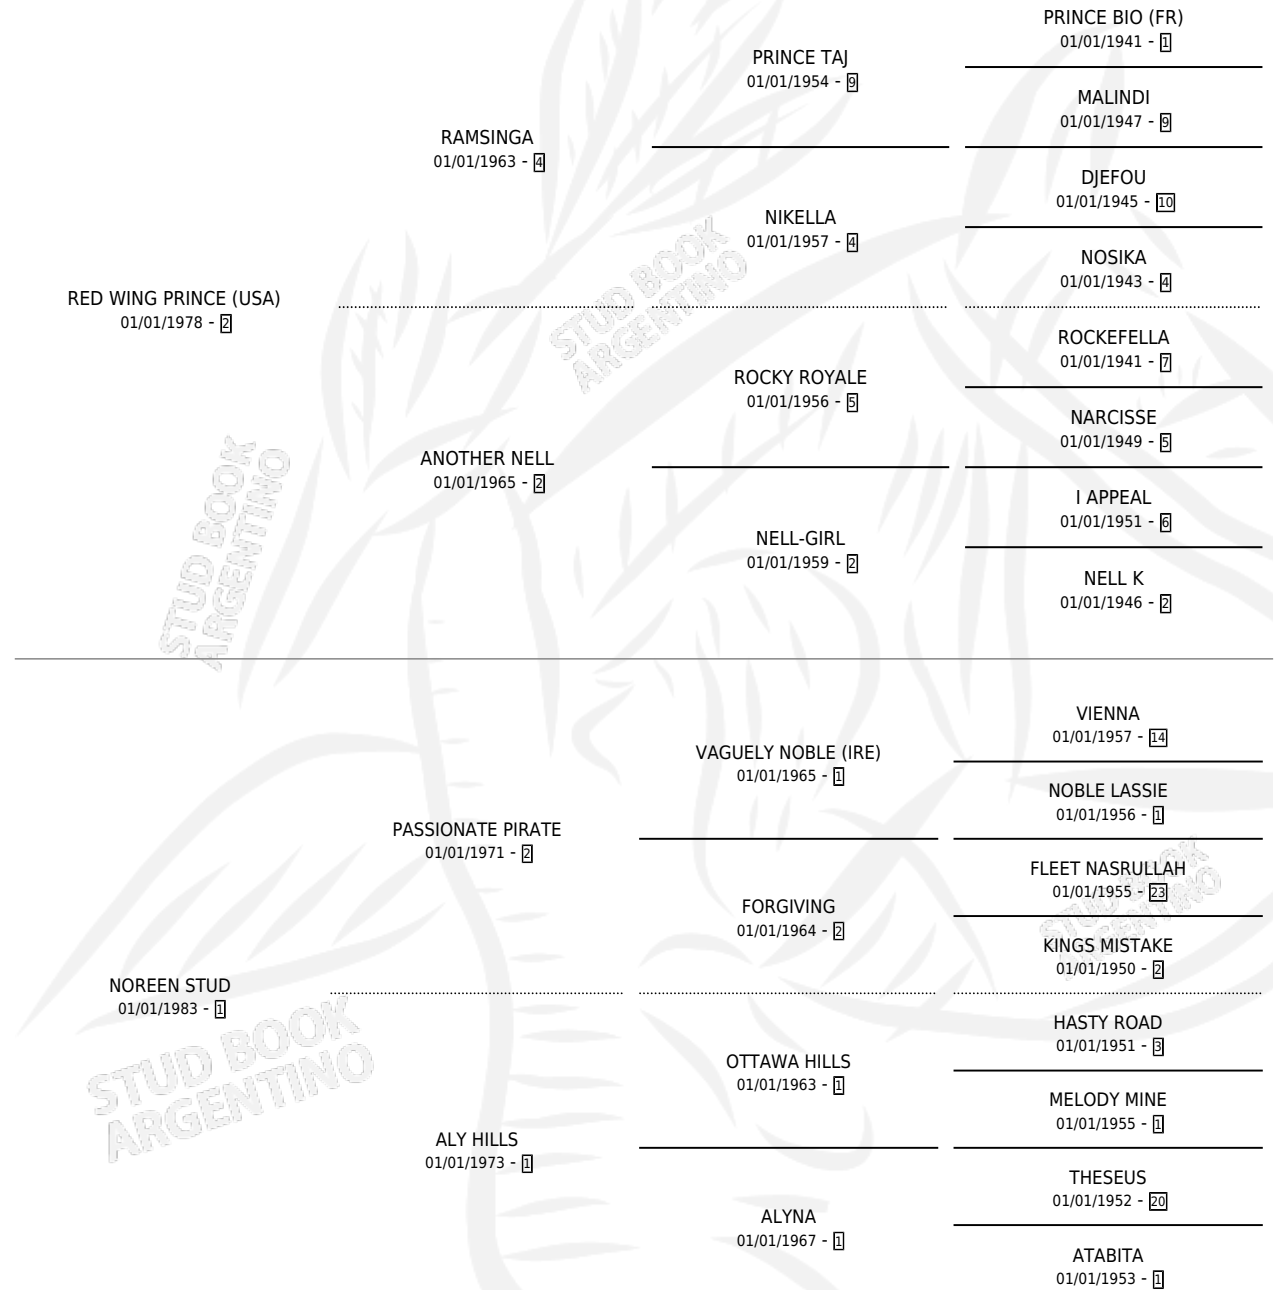 PRINCE BIO (FR)
01/01/1941 - 1
PRINCE TAJ
01/01/1954 - 9
MALINDI
01/01/1947 - 9
RAMSINGA
01/01/1963 - 4
DJEFOU
01/01/1945 - 10
NIKELLA
01/01/1957 - 4
NOSIKA
01/01/1943 - 4
RED WING PRINCE (USA)
01/01/1978 - 2
ROCKEFELLA
01/01/1941 - 7
ROCKY ROYALE
01/01/1956 - 5
NARCISSE
01/01/1949 - 5
ANOTHER NELL
01/01/1965 - 2
I APPEAL
01/01/1951 - 6
NELL-GIRL
01/01/1959 - 2
NELL K
01/01/1946 - 2
VIENNA
01/01/1957 - 14
VAGUELY NOBLE (IRE)
01/01/1965 - 1
NOBLE LASSIE
01/01/1956 - 1
PASSIONATE PIRATE
01/01/1971 - 2
FLEET NASRULLAH
01/01/1955 - 23
FORGIVING
01/01/1964 - 2
KINGS MISTAKE
01/01/1950 - 2
NOREEN STUD
01/01/1983 - 1
HASTY ROAD
01/01/1951 - 3
OTTAWA HILLS
01/01/1963 - 1
MELODY MINE
01/01/1955 - 1
ALY HILLS
01/01/1973 - 1
THESEUS
01/01/1952 - 20
ALYNA
01/01/1967 - 1
ATABITA
01/01/1953 - 1
STUD BOOK
ARGENTINO
STUD BOOK
ARGENTINO
STUD BOOK
ARGENTINO
STUD BOOK
ARGENTINO